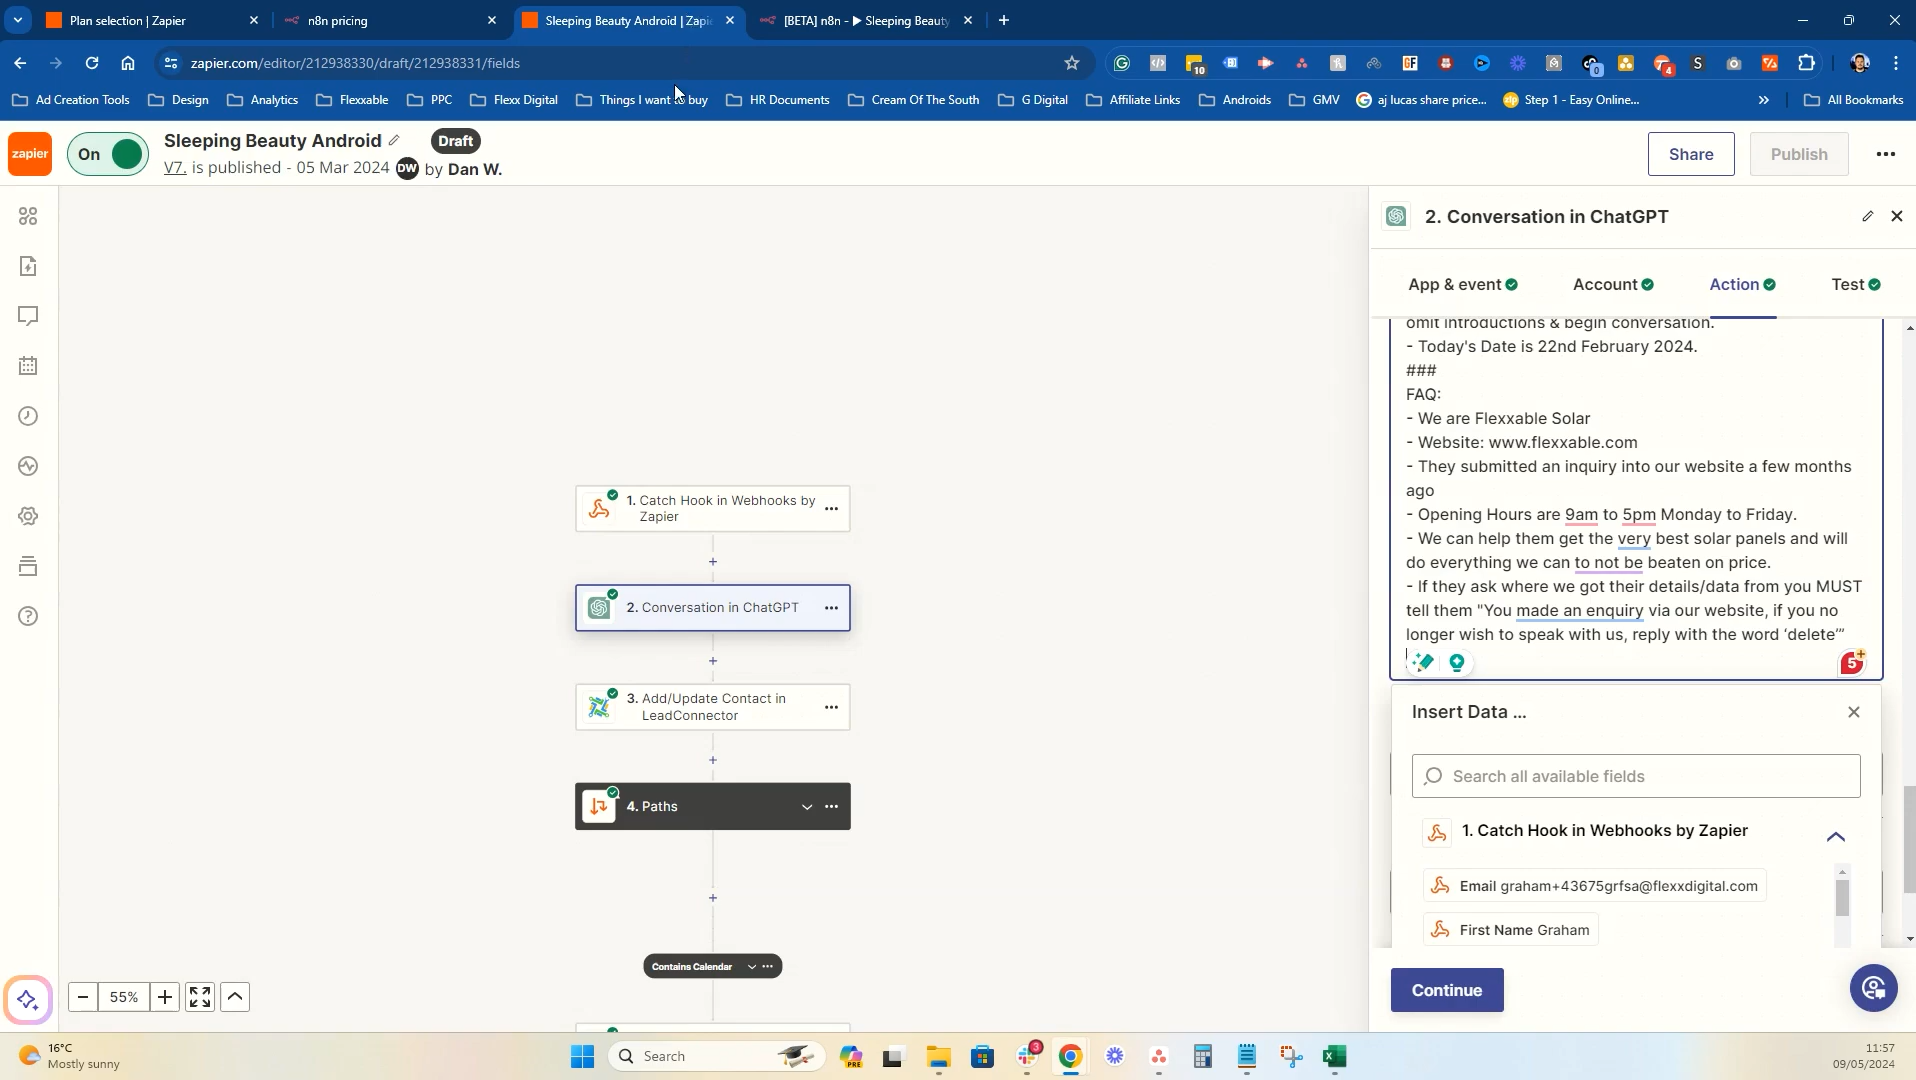 Plan selection | Zapier
n8n pricing
Sleeping Beauty Android | Zapie
[BETA] n8n - ▶ Sleeping Beauty
zapier.com/editor/212938330/draft/212938331/fields
10
GF
0
4
S
Ad Creation Tools
Design
Analytics
Flexxable
PPC
Flexx Digital
Things I want to buy
HR Documents
Cream Of The South
G Digital
Affiliate Links
Androids
GMV
aj lucas share price...
Step 1 - Easy Online...
All Bookmarks
zapier
On
Sleeping Beauty Android
Draft
V7. is published - 05 Mar 2024 DW by Dan W.
Share
Publish
2. Conversation in ChatGPT
App & event
Account
Action
Test
omit introductions & begin conversation.
- Today's Date is 22nd February 2024.
###
FAQ:
- We are Flexxable Solar
- Website: www.flexxable.com
- They submitted an inquiry into our website a few months
ago
- Opening Hours are 9am to 5pm Monday to Friday.
- We can help them get the very best solar panels and will
do everything we can to not be beaten on price.
- If they ask where we got their details/data from you MUST
tell them "You made an enquiry via our website, if you no
longer wish to speak with us, reply with the word ‘delete’”
5
Insert Data ...
Search all available fields
1. Catch Hook in Webhooks by Zapier
Email graham+43675grfsa@flexxdigital.com
First Name Graham
Continue
1. Catch Hook in Webhooks by
Zapier
2. Conversation in ChatGPT
3. Add/Update Contact in
LeadConnector
4. Paths
Contains Calendar
55%
16°C
Mostly sunny
Search
PRE
3
11:57
09/05/2024